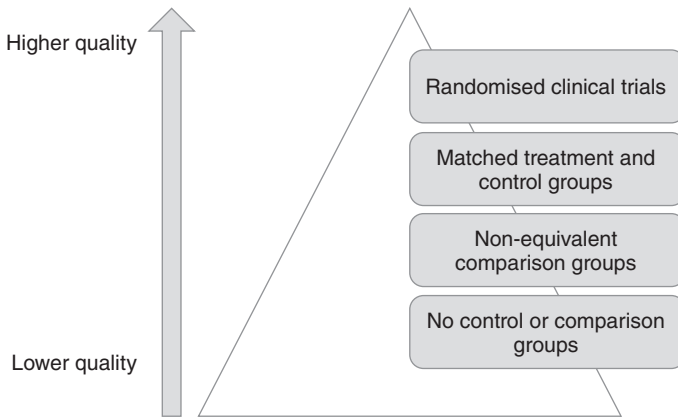 Higher quality
Randomised clinical trials
Matched treatment and
control groups
Non-equivalent
comparison groups
No control or comparison
groups
Lower quality